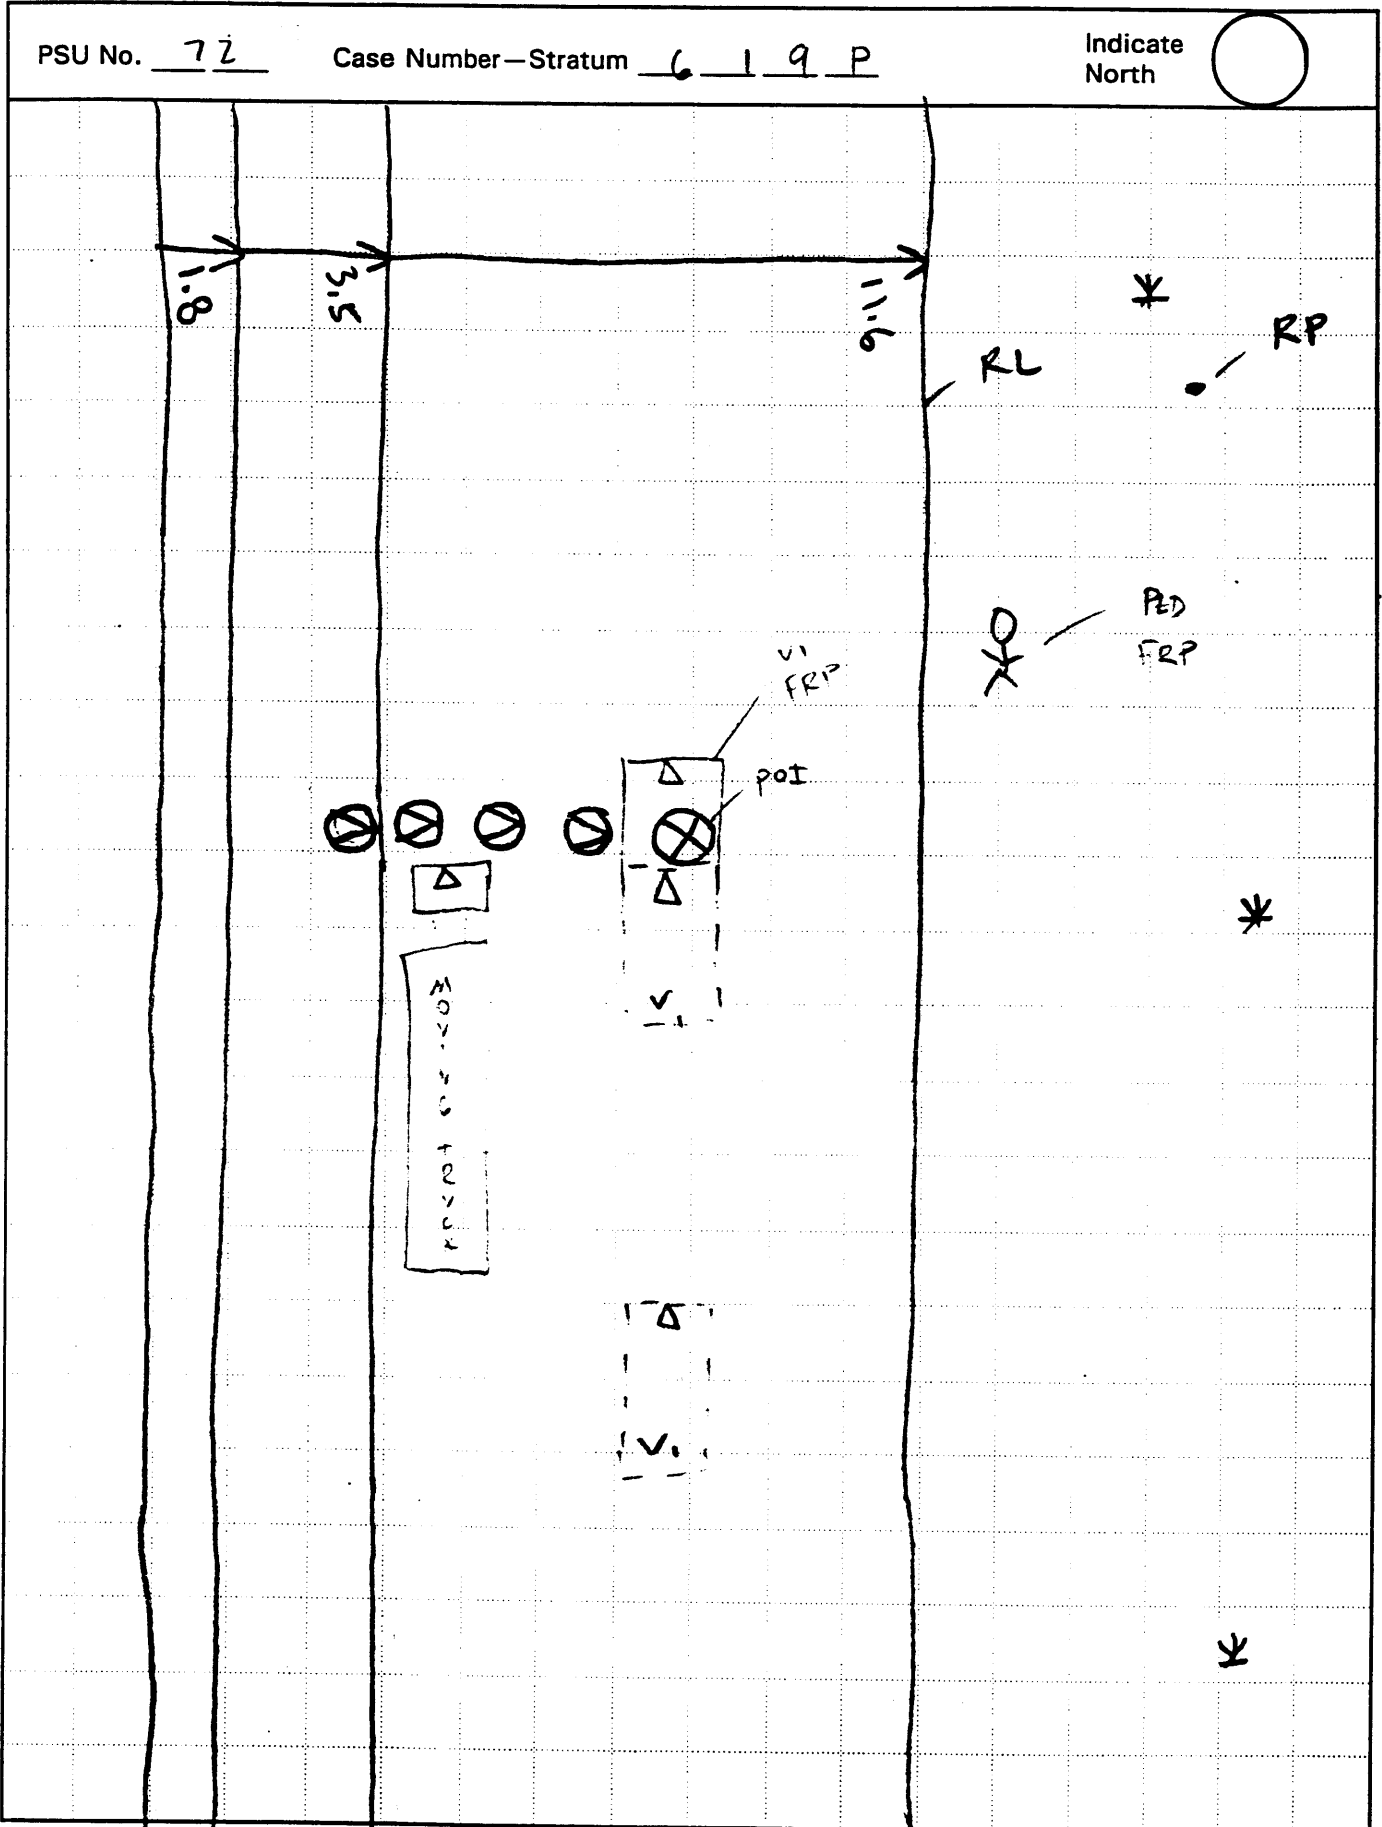 PSU No. 72 Case Number—Stratum 6 1 9 P Indicate North
1.8
3.5
11.6
RP
RL
PED
FRP
V1
FRP
POI
V1
MOVING TRUCK
V1